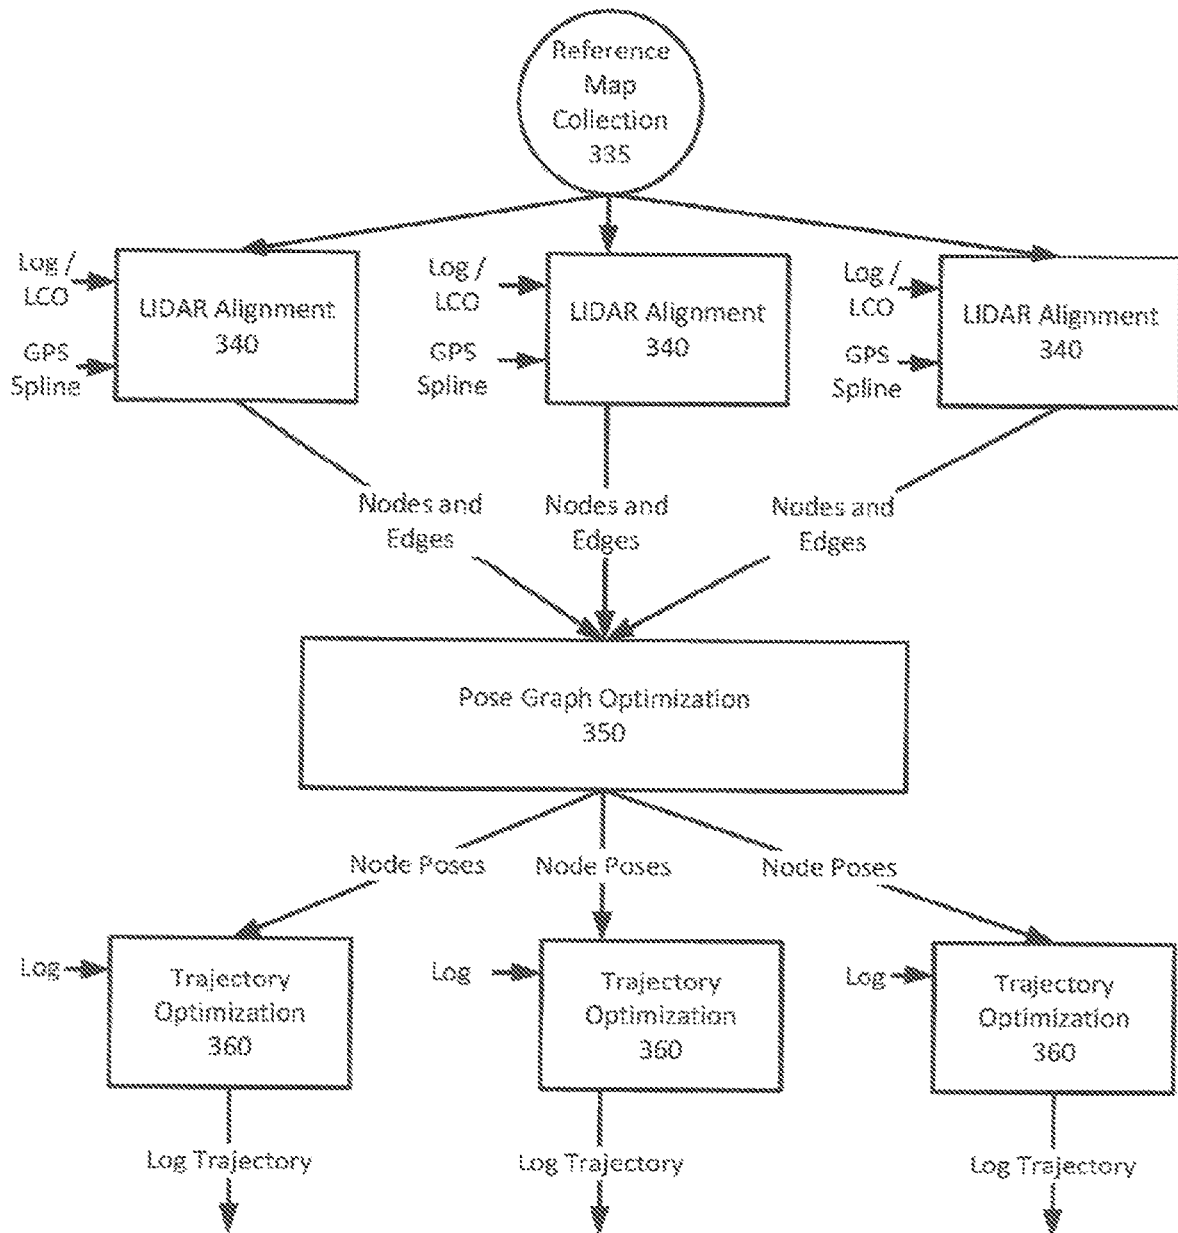 Reference
Map
Collection
335
Log /
LCO
GPS
Spline
LIDAR Alignment
340
Log /
LCO
GPS
Spline
LIDAR Alignment
340
Log /
LCO
GPS
Spline
LIDAR Alignment
340
Nodes and
Edges
Nodes and
Edges
Nodes and
Edges
Pose Graph Optimization
350
Node Poses
Node Poses
Node Poses
Log
Trajectory
Optimization
360
Log
Trajectory
Optimization
360
Log
Trajectory
Optimization
360
Log Trajectory
Log Trajectory
Log Trajectory